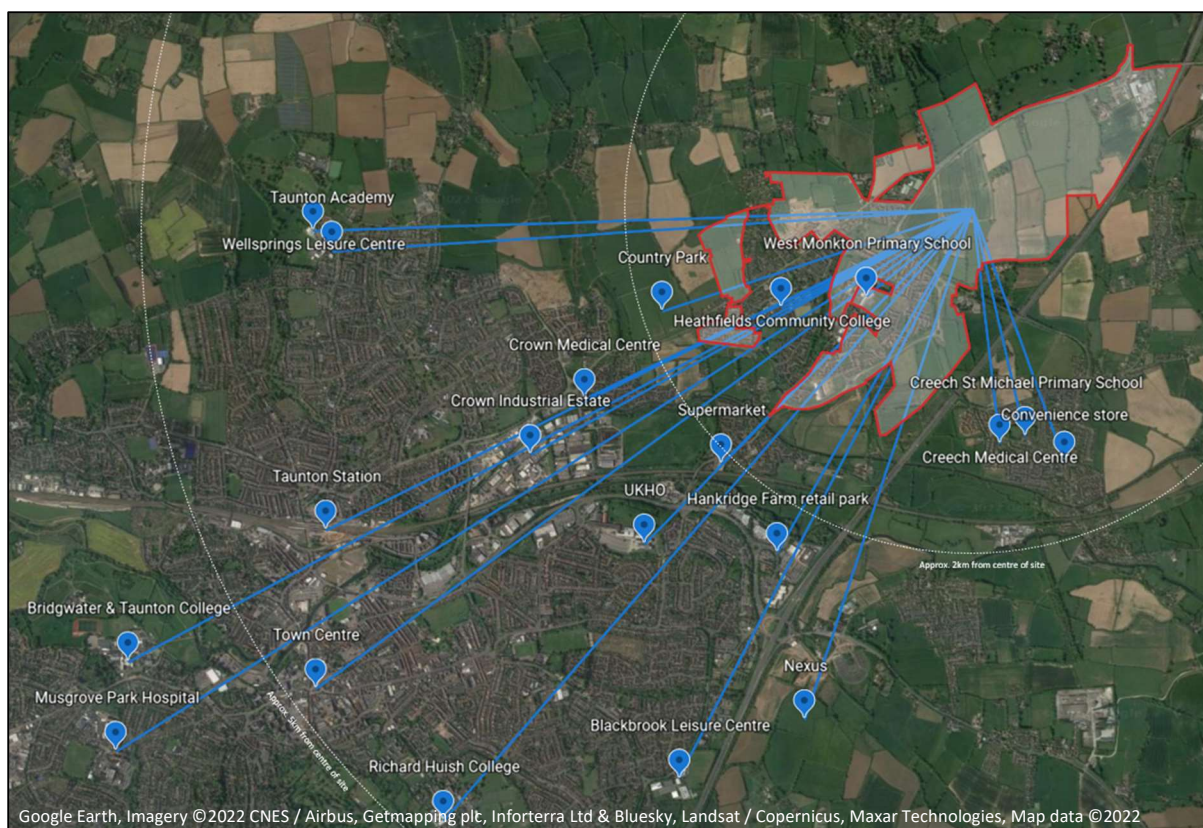 Taunton Academy
Wellsprings Leisure Centre
West Monkton Primary School
Country Park
Heathfields Community College
Crown Medical Centre
Creech St Michael Primary School
Crown Industrial Estate
Supermarket
Convenience store
Creech Medical Centre
Taunton Station
UKHO
Hankridge Farm retail park
Approx. 2km from centre of site
Bridgwater & Taunton College
Town Centre
Nexus
Musgrove Park Hospital
Approx. 5km from centre of site
Blackbrook Leisure Centre
Richard Huish College
Google Earth, Imagery ©2022 CNES / Airbus, Getmapping plc, Inforterra Ltd & Bluesky, Landsat / Copernicus, Maxar Technologies, Map data ©2022